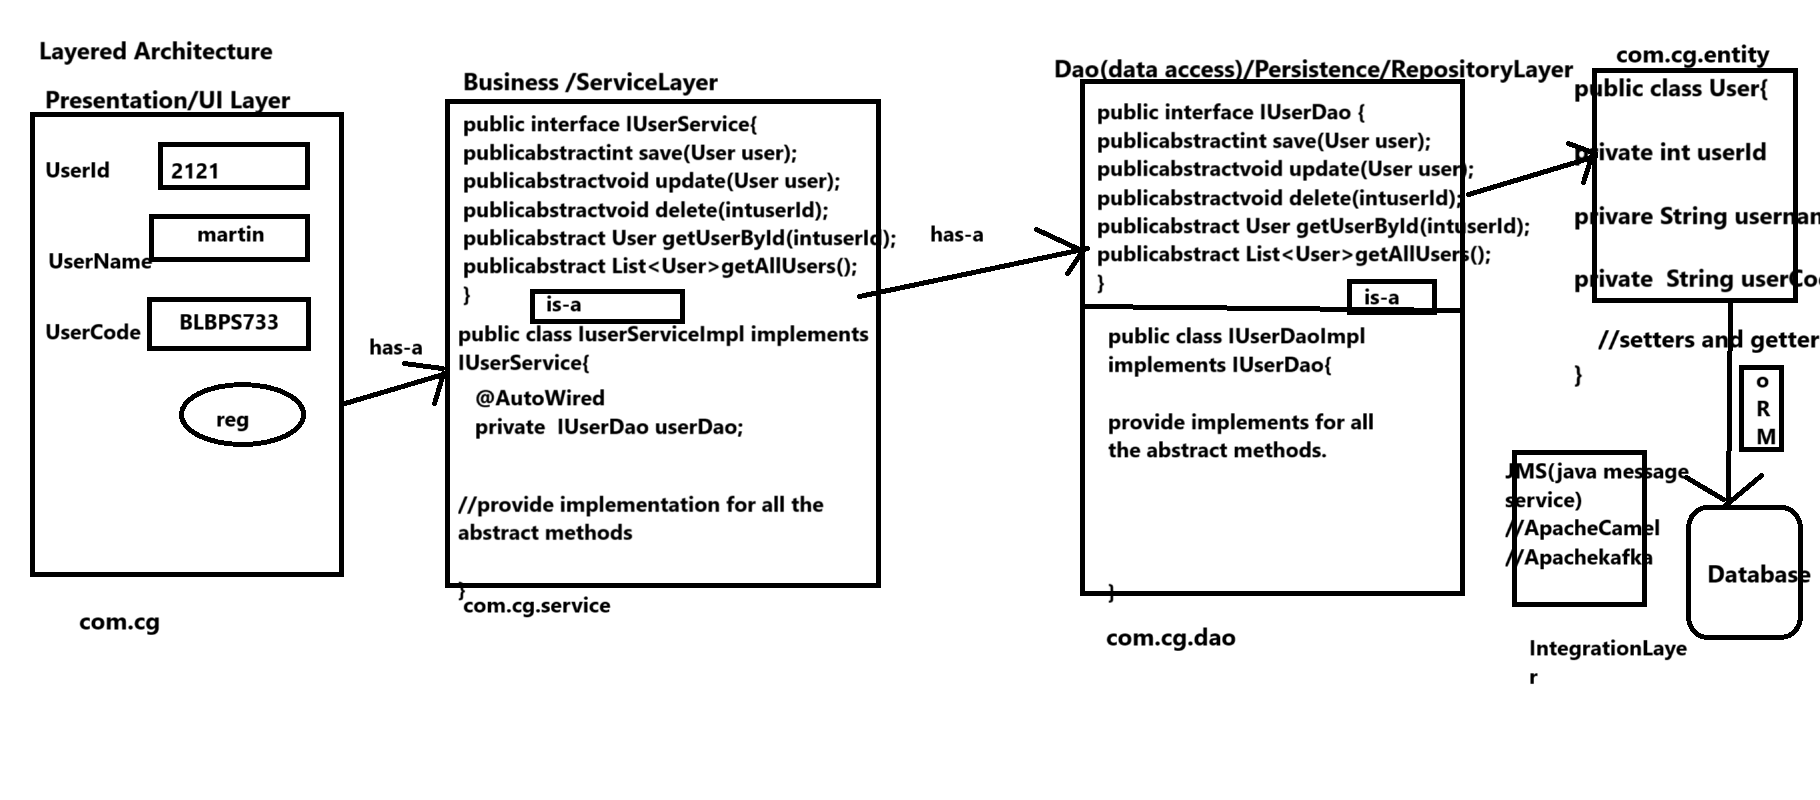 Layered Architecture
Presentation/UI Layer
UserId
2121
UserName
martin
UserCode
BLBPS733
reg
com.cg
has-a
Business /ServiceLayer
public interface IUserService{
publicabstractint save(User user);
publicabstractvoid update(User user);
publicabstractvoid delete(intuserId);
publicabstract User getUserById(intuserId);
publicabstract List<User>getAllUsers();
}
is-a
public class IuserServiceImpl implements
IUserService{
@AutoWired
private  IUserDao userDao;
//provide implementation for all the
abstract methods
}
com.cg.service
has-a
Dao(data access)/Persistence/RepositoryLayer
public interface IUserDao {
publicabstractint save(User user);
publicabstractvoid update(User user);
publicabstractvoid delete(intuserId);
publicabstract User getUserById(intuserId);
publicabstract List<User>getAllUsers();
}
is-a
public class IUserDaoImpl
implements IUserDao{
provide implements for all
the abstract methods.
}
com.cg.dao
com.cg.entity
public class User{
private int userId
privare String usernam
private  String userCo
//setters and getter
}
o
R
M
JMS(java message
service)
//ApacheCamel
//Apachekafka
IntegrationLaye
r
Database